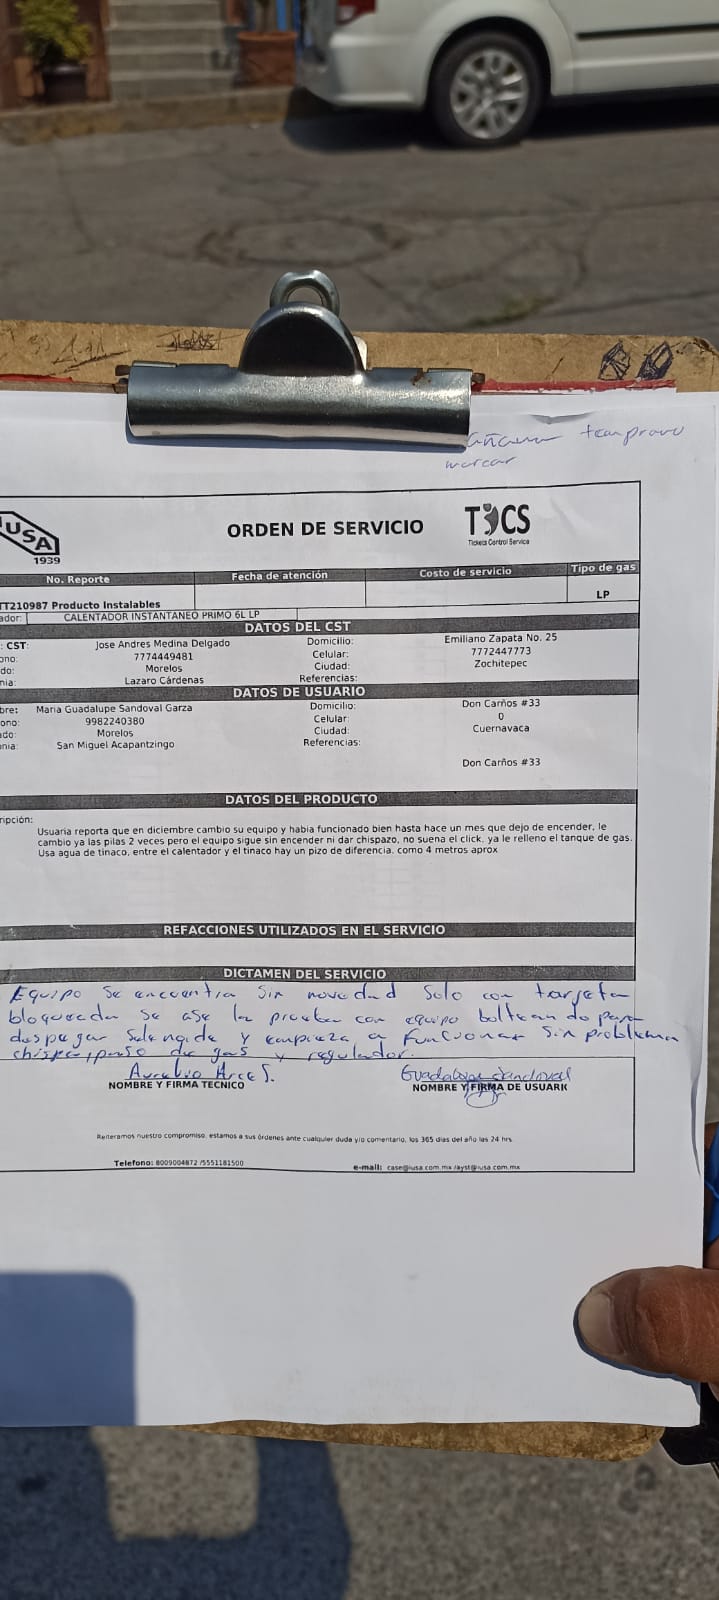 temprano
marcar
IUSA
1939
ORDEN DE SERVICIO
TICS
Tickets Control Service
No. Reporte Fecha de atención Costo de servicio Tipo de gas
TT210987 Producto Instalables LP
ador: CALENTADOR INSTANTANEO PRIMO 6L LP
DATOS DEL CST
: CST: Jose Andres Medina Delgado Domicilio: Emiliano Zapata No. 25
ono: 7774449481 Celular: 7772447773
do: Morelos Ciudad: Zochitepec
nia: Lazaro Cárdenas Referencias:
DATOS DE USUARIO
bre: Maria Guadalupe Sandoval Garza Domicilio: Don Carños #33
ono: 9982240380 Celular: 0
ado: Morelos Ciudad: Cuernavaca
onia: San Miguel Acapantzingo Referencias:
Don Carños #33
DATOS DEL PRODUCTO
ripción:
Usuaria reporta que en diciembre cambio su equipo y habia funcionado bien hasta hace un mes que dejo de encender, le
cambio ya las pilas 2 veces pero el equipo sigue sin encender ni dar chispazo, no suena el click, ya le relleno el tanque de gas.
Usa agua de tinaco, entre el calentador y el tinaco hay un pizo de diferencia. como 4 metros aprox
REFACCIONES UTILIZADOS EN EL SERVICIO
DICTAMEN DEL SERVICIO
Equipo se encuentra sin novedad solo con tarjeta
bloqueda se ase la prueba con equipo bolteando para
despegar selenoide y empieza a funcionar sin problema
chispa, paso de gas y regulador.
Aurelio Arce S. Guadalupe Sandoval
NOMBRE Y FIRMA TECNICO NOMBRE Y FIRMA DE USUARI
Reiteramos nuestro compromiso, estamos a sus órdenes ante cualquier duda y/o comentario, los 365 días del año las 24 hrs.
Telefono: 8009004872 /5551181500 e-mail: case@iusa.com.mx /ayst@iusa.com.mx